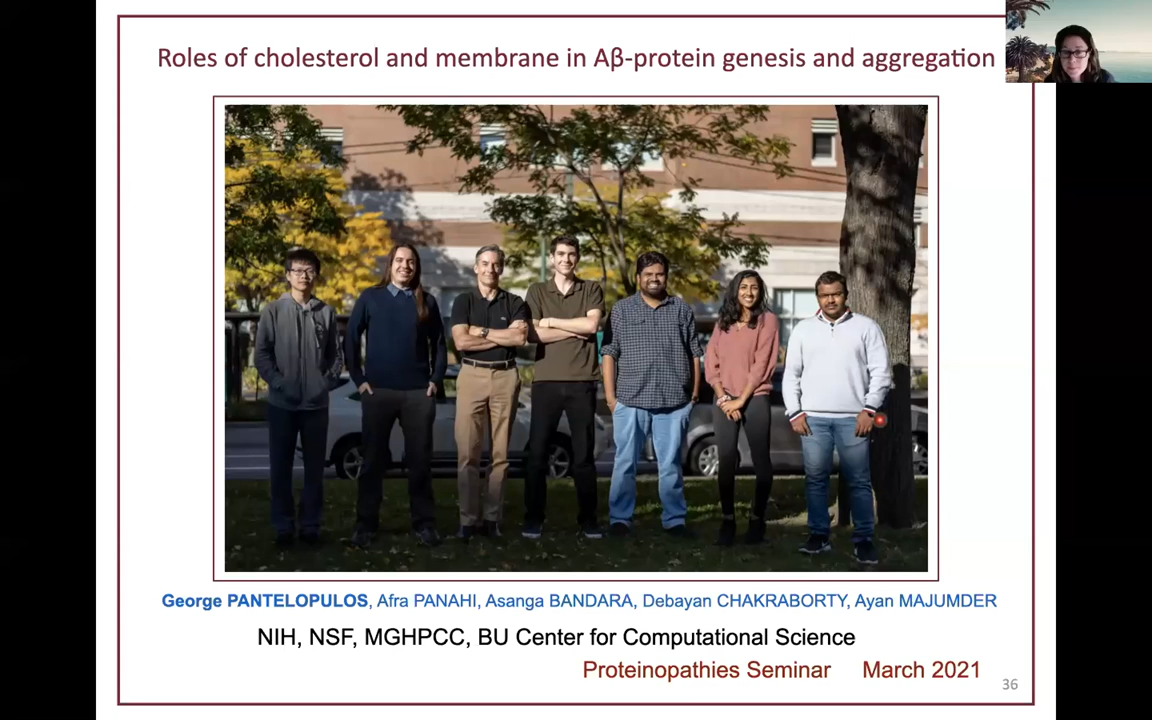 Roles of cholesterol and membrane in Aβ-protein genesis and aggregation
George PANTELOPULOS, Afra PANAHI, Asanga BANDARA, Debayan CHAKRABORTY, Ayan MAJUMDER
NIH, NSF, MGHPCC, BU Center for Computational Science
Proteinopathies Seminar March 2021
36